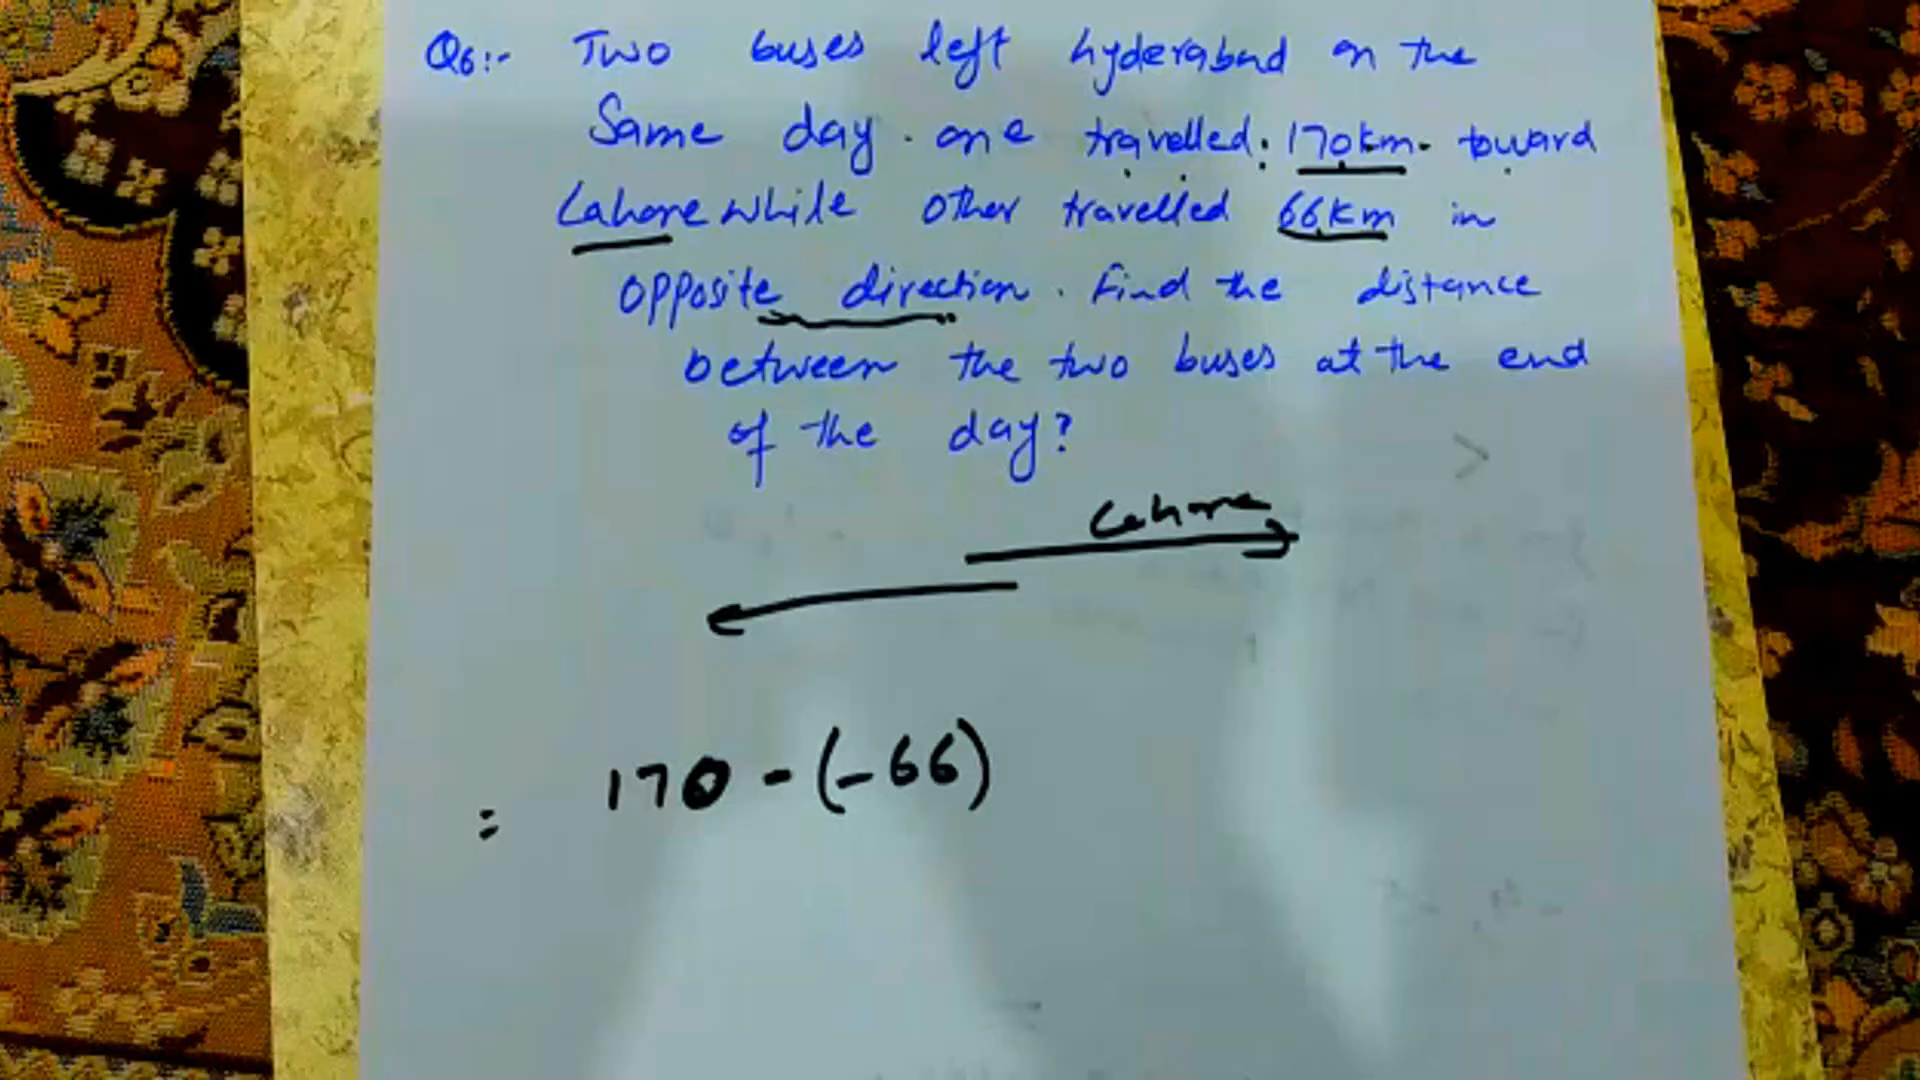 Q6:- Two buses left hyderabad on the
Same day. one travelled 170km toward
Lahore while other travelled 66km in
opposite direction. Find the distance
between the two buses at the end
of the day?
Lahore
= 170 - (-66)